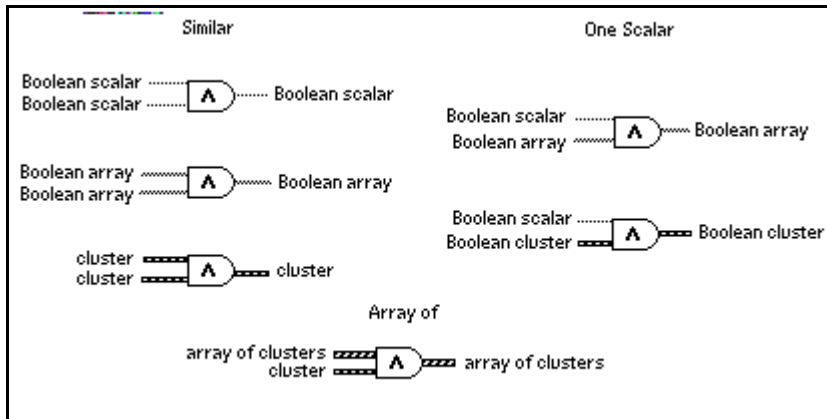 Similar
Boolean scalar
Boolean scalar
Boolean scalar
Boolean array
Boolean array
Boolean array
cluster
cluster
cluster
One Scalar
Boolean scalar
Boolean array
Boolean array
Boolean scalar
Boolean cluster
Boolean cluster
Array of
array of clusters
cluster
array of clusters